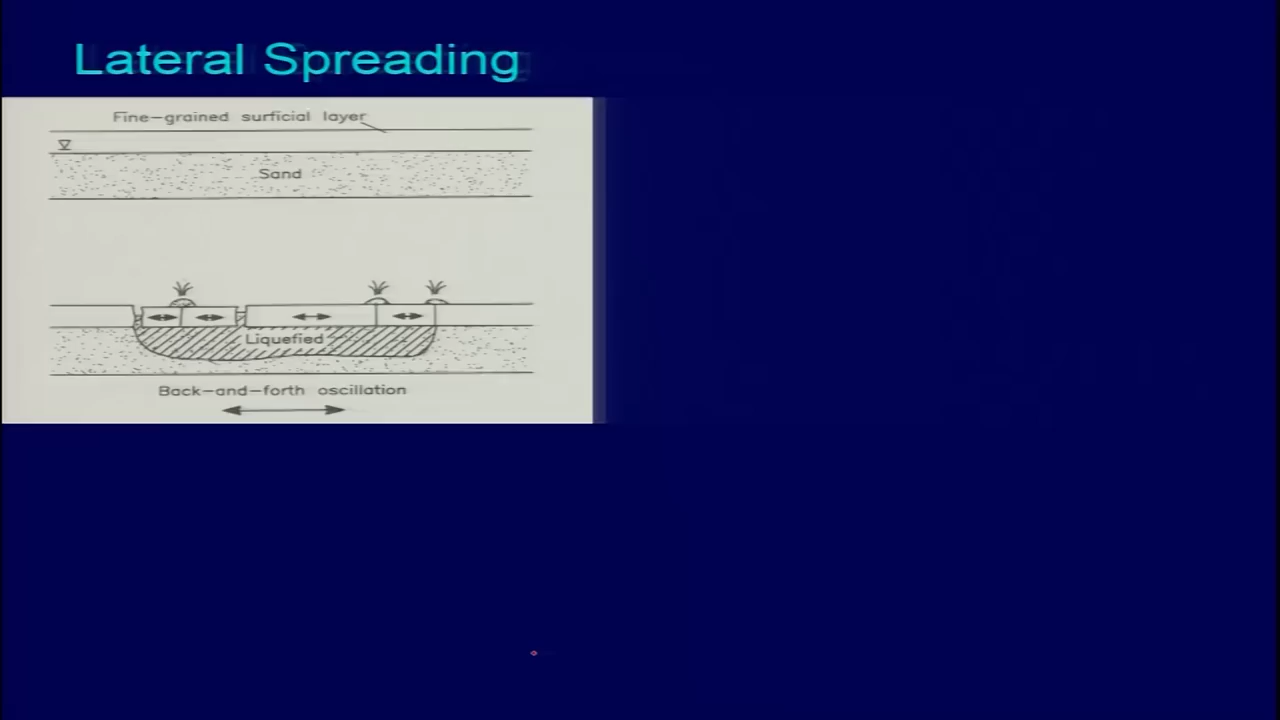 Lateral Spreading
Fine-grained surficial layer
Sand
Liquefied
Back-and-forth oscillation